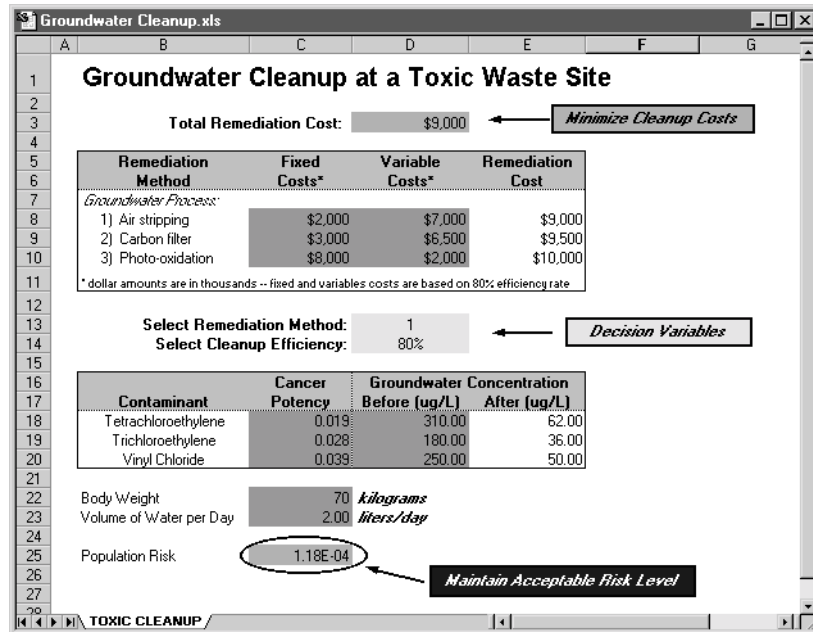 Groundwater Cleanup.xls
A B C D E F G
1 Groundwater Cleanup at a Toxic Waste Site
2
3 Total Remediation Cost: $9,000 Minimize Cleanup Costs
4
5 Remediation Fixed Variable Remediation
6 Method Costs* Costs* Cost
7 Groundwater Process:
8 1) Air stripping $2,000 $7,000 $9,000
9 2) Carbon filter $3,000 $6,500 $9,500
10 3) Photo-oxidation $8,000 $2,000 $10,000
11 * dollar amounts are in thousands -- fixed and variables costs are based on 80% efficiency rate
12
13 Select Remediation Method: 1 Decision Variables
14 Select Cleanup Efficiency: 80%
15
16 Cancer Groundwater Concentration
17 Contaminant Potency Before (ug/L) After (ug/L)
18 Tetrachloroethylene 0.019 310.00 62.00
19 Trichloroethylene 0.028 180.00 36.00
20 Vinyl Chloride 0.039 250.00 50.00
21
22 Body Weight 70 kilograms
23 Volume of Water per Day 2.00 liters/day
24
25 Population Risk 1.18E-04
26 Maintain Acceptable Risk Level
27
28
TOXIC CLEANUP